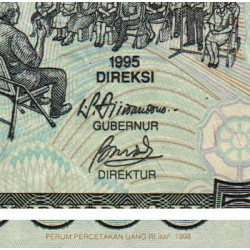 1995
DIREKSI
GUBERNUR
DIREKTUR
PERUM PERCETAKAN UANG RI IMP. 1998